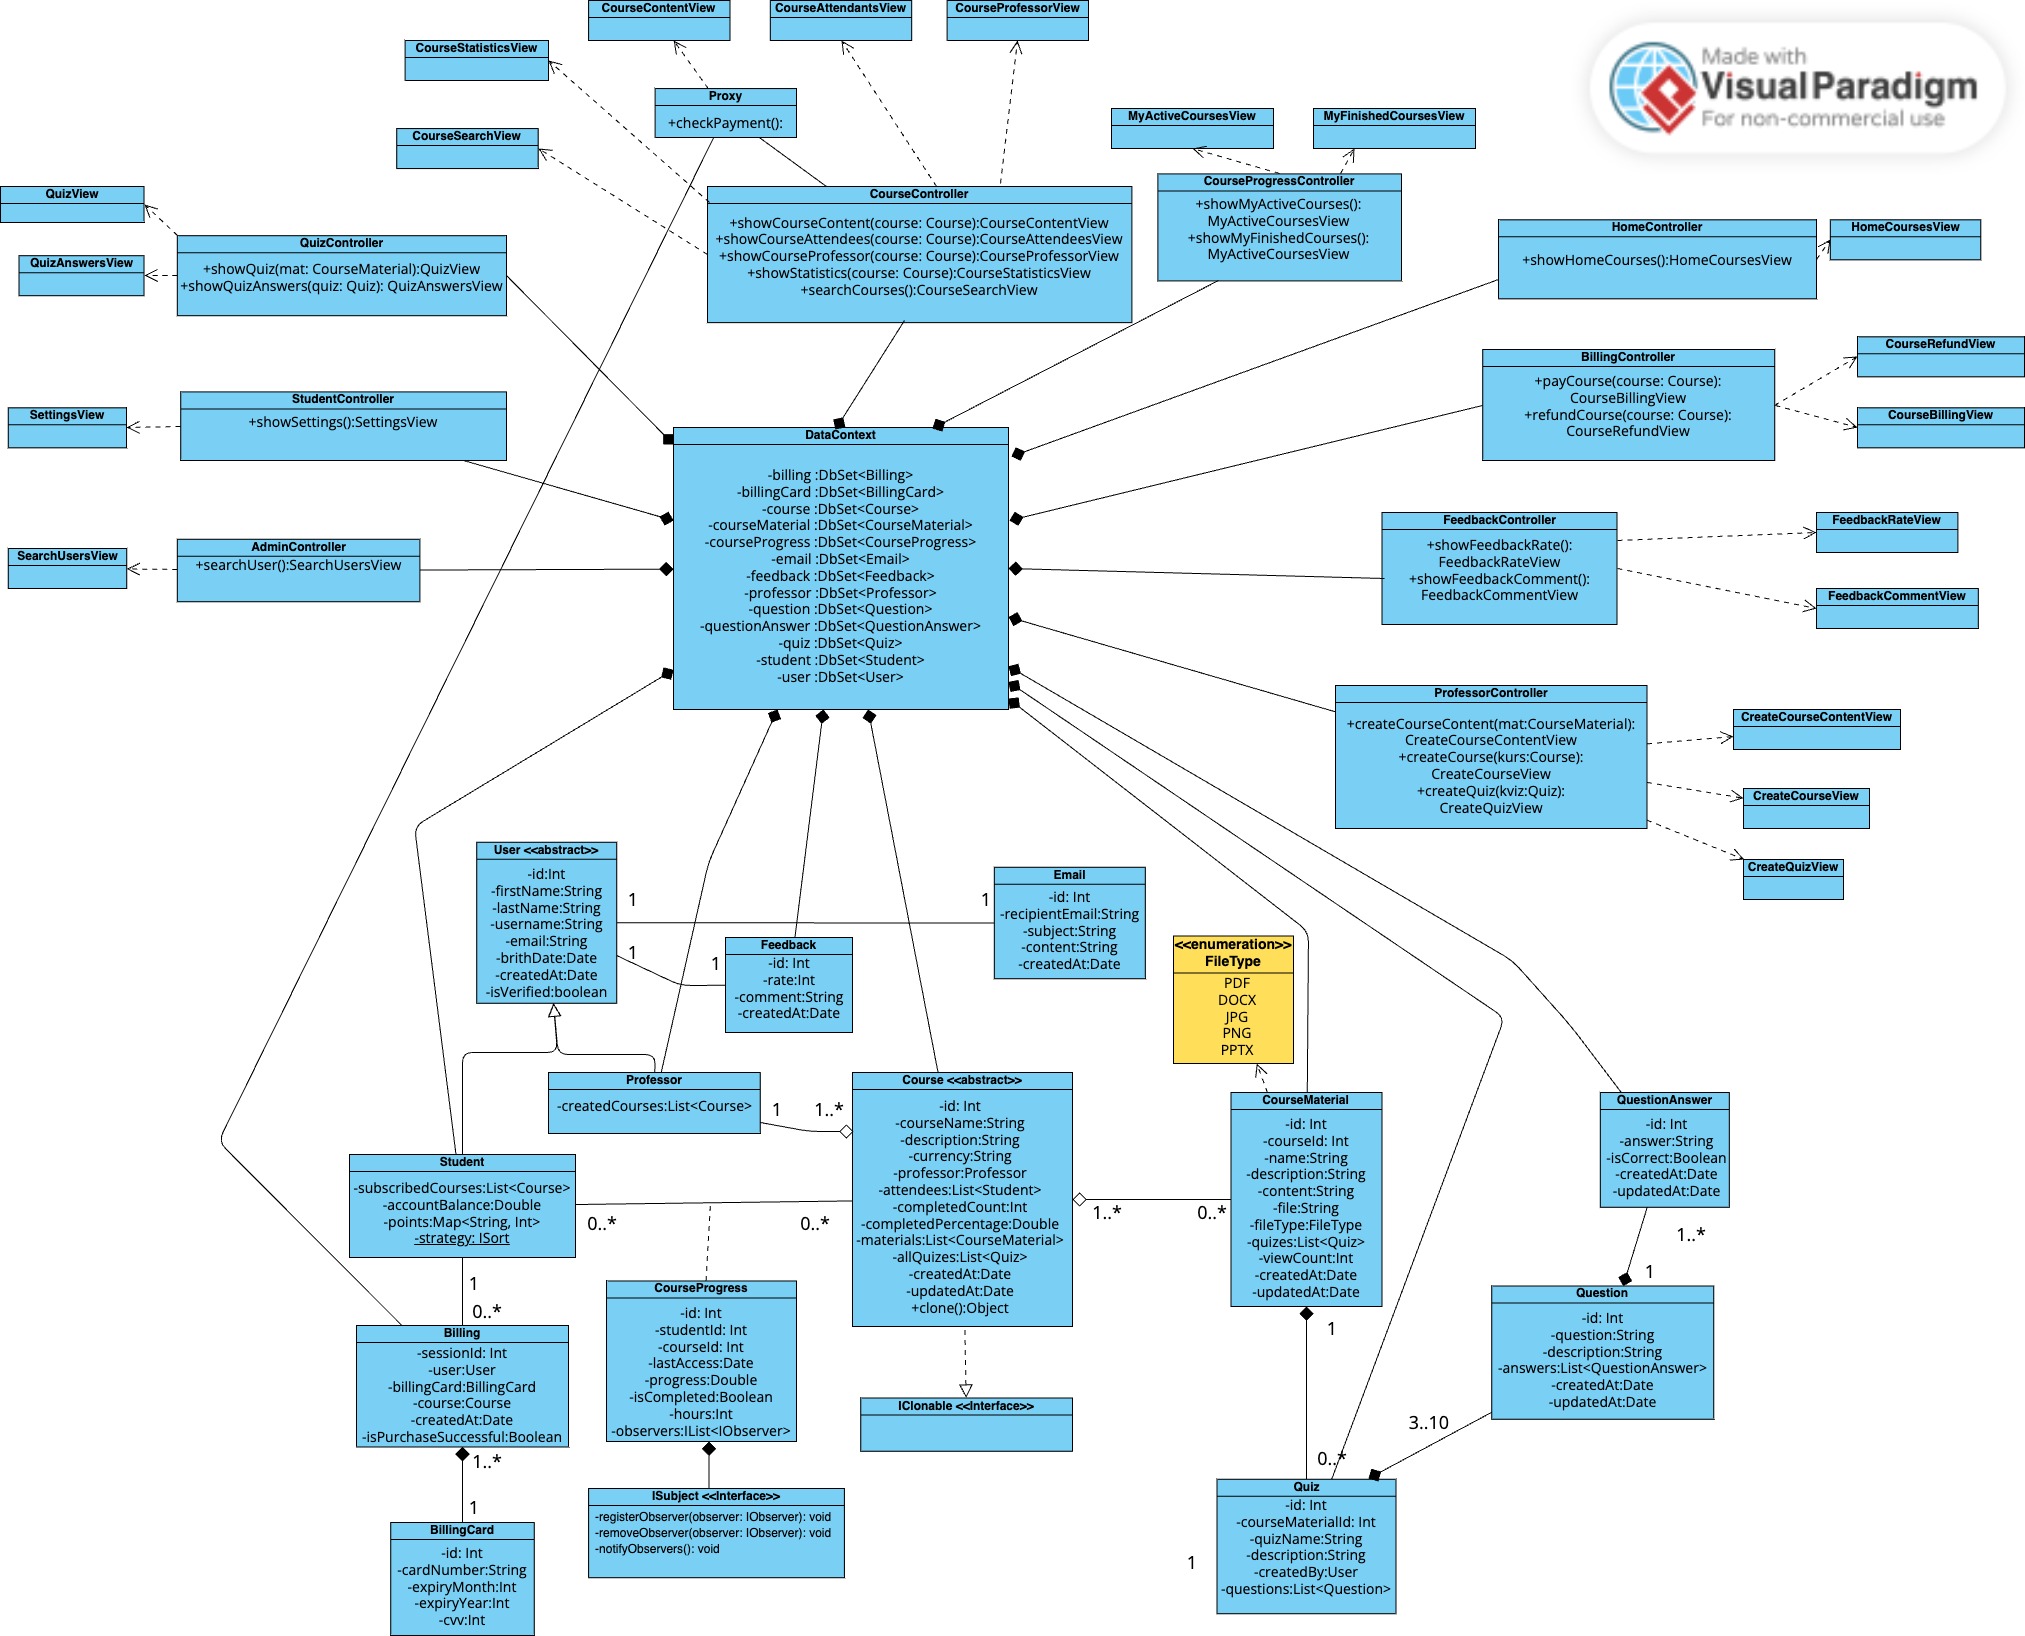 CourseContentView
CourseAttendantsView
CourseProfessorView
CourseStatisticsView
Made with
Visual Paradigm
For non-commercial use
Proxy
+checkPayment():
CourseSearchView
MyActiveCoursesView
MyFinishedCoursesView
QuizView
QuizAnswersView
QuizController
+showQuiz(mat: CourseMaterial):QuizView
+showQuizAnswers(quiz: Quiz): QuizAnswersView
CourseController
+showCourseContent(course: Course):CourseContentView
+showCourseAttendees(course: Course):CourseAttendeesView
+showCourseProfessor(course: Course):CourseProfessorView
+showStatistics(course: Course):CourseStatisticsView
+searchCourses():CourseSearchView
CourseProgressController
+showMyActiveCourses():
MyActiveCoursesView
+showMyFinishedCourses():
MyActiveCoursesView
HomeController
+showHomeCourses():HomeCoursesView
HomeCoursesView
BillingController
+payCourse(course: Course):
CourseBillingView
+refundCourse(course: Course):
CourseRefundView
CourseRefundView
CourseBillingView
SettingsView
StudentController
+showSettings():SettingsView
SearchUsersView
AdminController
+searchUser():SearchUsersView
DataContext
-billing :DbSet<Billing>
-billingCard :DbSet<BillingCard>
-course :DbSet<Course>
-courseMaterial :DbSet<CourseMaterial>
-courseProgress :DbSet<CourseProgress>
-email :DbSet<Email>
-feedback :DbSet<Feedback>
-professor :DbSet<Professor>
-question :DbSet<Question>
-questionAnswer :DbSet<QuestionAnswer>
-quiz :DbSet<Quiz>
-student :DbSet<Student>
-user :DbSet<User>
FeedbackController
+showFeedbackRate():
FeedbackRateView
+showFeedbackComment():
FeedbackCommentView
FeedbackRateView
FeedbackCommentView
ProfessorController
+createCourseContent(mat:CourseMaterial):
CreateCourseContentView
+createCourse(kurs:Course):
CreateCourseView
+createQuiz(kviz:Quiz):
CreateQuizView
CreateCourseContentView
CreateCourseView
CreateQuizView
User <<abstract>>
-id:Int
-firstName:String
-lastName:String
-username:String
-email:String
-brithDate:Date
-createdAt:Date
-isVerified:boolean
1
1
1
1
Email
-id: Int
-recipientEmail:String
-subject:String
-content:String
-createdAt:Date
Feedback
-id: Int
-rate:Int
-comment:String
-createdAt:Date
<<enumeration>>
FileType
PDF
DOCX
JPG
PNG
PPTX
Professor
-createdCourses:List<Course>
1
1..*
Course <<abstract>>
-id: Int
-courseName:String
-description:String
-currency:String
-professor:Professor
-attendees:List<Student>
-completedCount:Int
-completedPercentage:Double
-materials:List<CourseMaterial>
-allQuizes:List<Quiz>
-createdAt:Date
-updatedAt:Date
+clone():Object
CourseMaterial
-id: Int
-courseId: Int
-name:String
-description:String
-content:String
-file:String
-fileType:FileType
-quizes:List<Quiz>
-viewCount:Int
-createdAt:Date
-updatedAt:Date
1..*
0..*
QuestionAnswer
-id: Int
-answer:String
-isCorrect:Boolean
-createdAt:Date
-updatedAt:Date
1..*
1
Student
-subscribedCourses:List<Course>
-accountBalance:Double
-points:Map<String, Int>
-strategy: ISort
0..*
0..*
1
0..*
Billing
-sessionId: Int
-user:User
-billingCard:BillingCard
-course:Course
-createdAt:Date
-isPurchaseSuccessful:Boolean
1..*
1
BillingCard
-id: Int
-cardNumber:String
-expiryMonth:Int
-expiryYear:Int
-cvv:Int
CourseProgress
-id: Int
-studentId: Int
-courseId: Int
-lastAccess:Date
-progress:Double
-isCompleted:Boolean
-hours:Int
-observers:IList<IObserver>
ISubject <<Interface>>
-registerObserver(observer: IObserver): void
-removeObserver(observer: IObserver): void
-notifyObservers(): void
IClonable <<Interface>>
Question
-id: Int
-question:String
-description:String
-answers:List<QuestionAnswer>
-createdAt:Date
-updatedAt:Date
1
3..10
0..*
Quiz
-id: Int
-courseMaterialId: Int
-quizName:String
-description:String
-createdBy:User
-questions:List<Question>
1